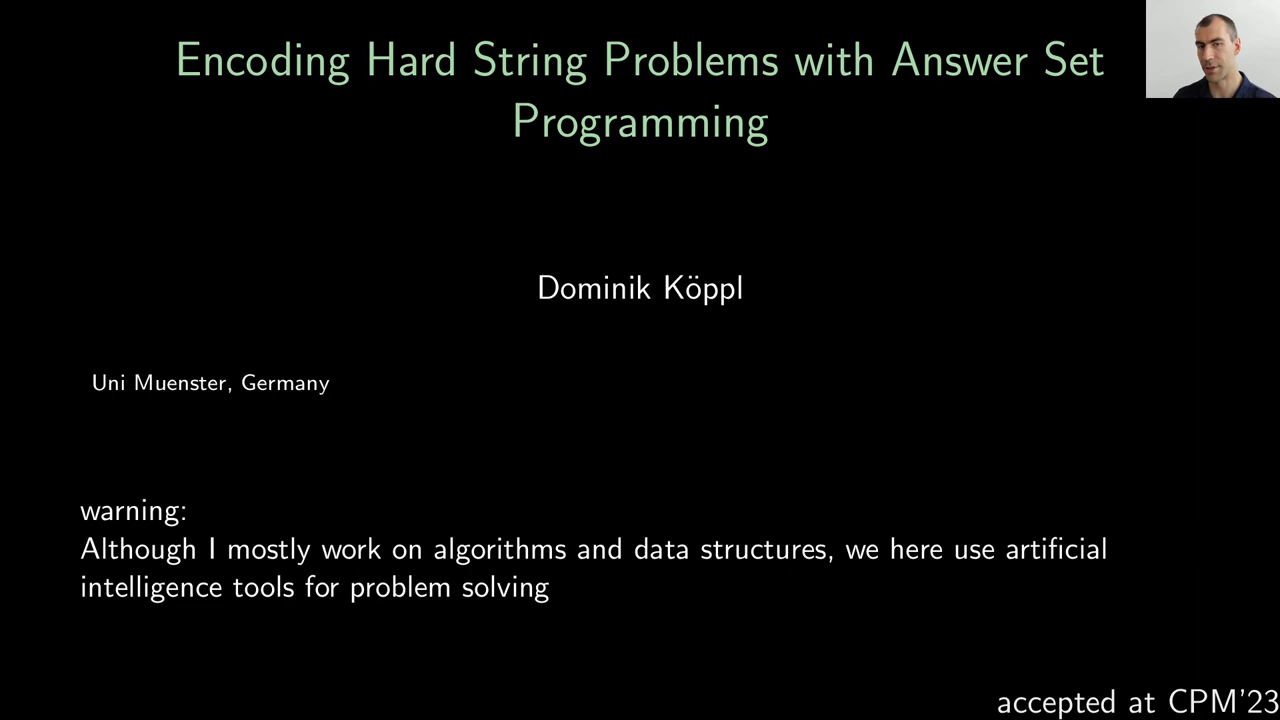 Encoding Hard String Problems with Answer Set
Programming
Dominik Köppl
Uni Muenster, Germany
warning:
Although I mostly work on algorithms and data structures, we here use artificial
intelligence tools for problem solving
accepted at CPM'23